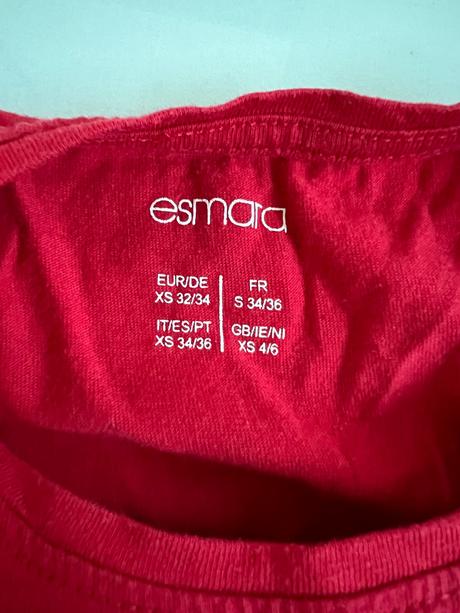 esmara
EUR/DE
XS 32/34
FR
S 34/36
IT/ES/PT
XS 34/36
GB/IE/NI
XS 4/6